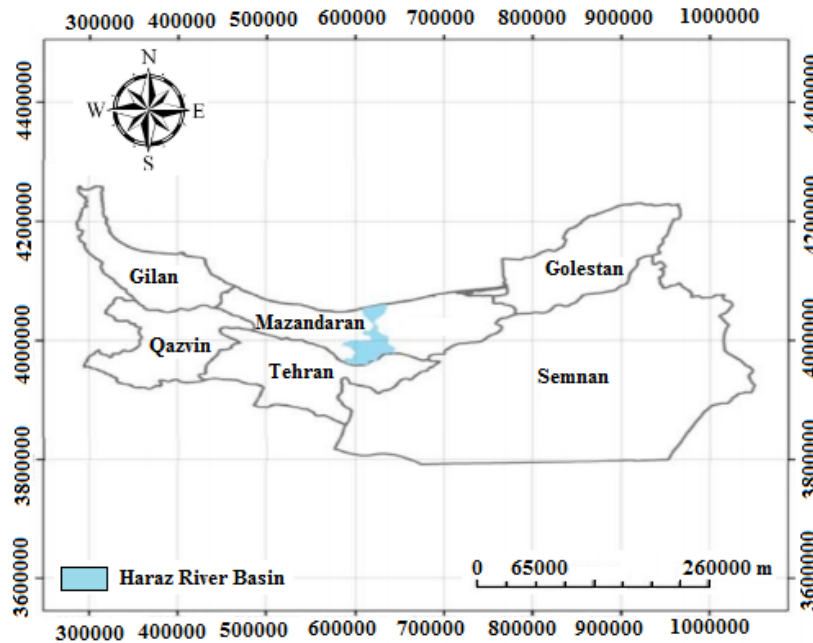 300000 400000 500000 600000 700000 800000 900000 1000000
N
W E
S
4400000 4400000
4200000 4200000
Golestan
Gilan
Mazandaran
4000000 4000000
Qazvin
Tehran
Semnan
3800000 3800000
0 65000 260000 m
Haraz River Basin
3600000 3600000
300000 400000 500000 600000 700000 800000 900000 1000000